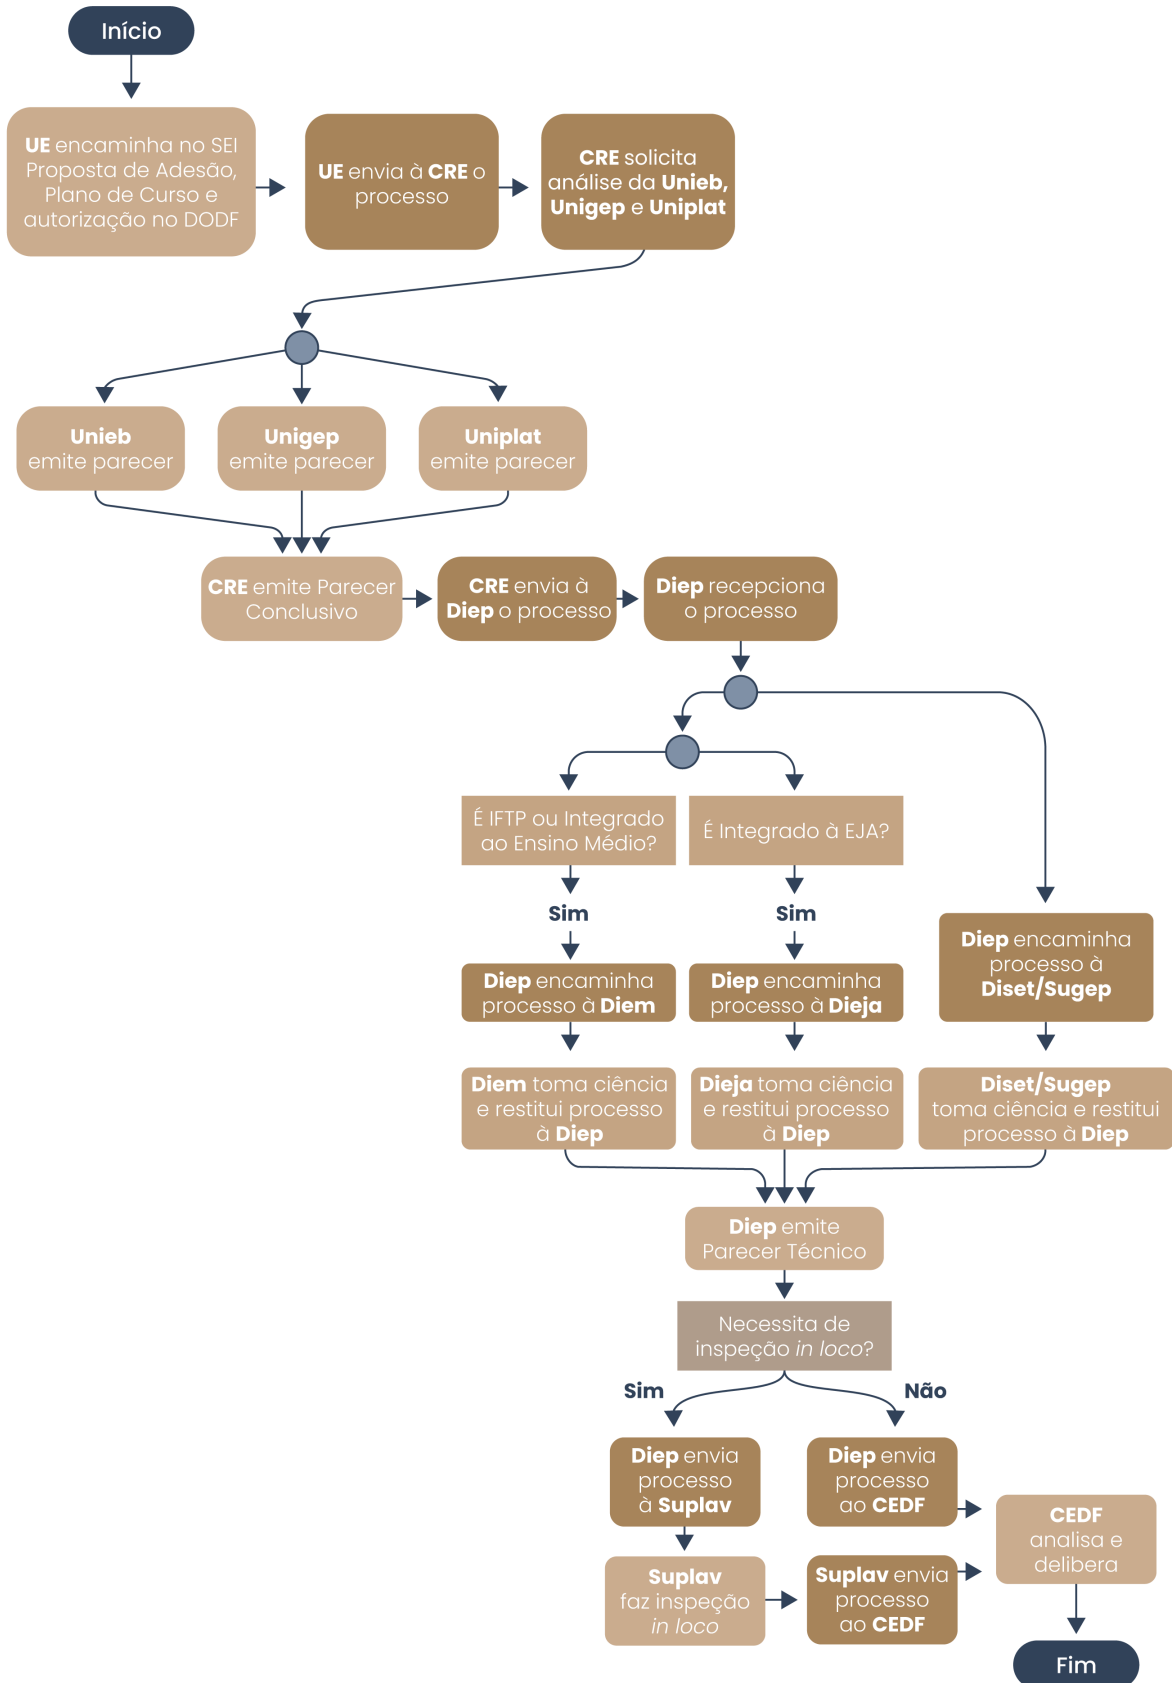 Início
UE encaminha no SEI
Proposta de Adesão,
Plano de Curso e
autorização no DODF
UE envia à CRE o
processo
CRE solicita
análise da Unieb,
Unigep e Uniplat
Unieb
emite parecer
Unigep
emite parecer
Uniplat
emite parecer
CRE emite Parecer
Conclusivo
CRE envia à
Diep o processo
Diep recepciona
o processo
É IFTP ou Integrado
ao Ensino Médio?
É Integrado à EJA?
Sim
Sim
Diep encaminha
processo à Diem
Diep encaminha
processo à Dieja
Diep encaminha
processo à
Diset/Sugep
Diem toma ciência
e restitui processo
à Diep
Dieja toma ciência
e restitui processo
à Diep
Diset/Sugep
toma ciência e restitui
processo à Diep
Diep emite
Parecer Técnico
Necessita de
inspeção in loco?
Sim
Não
Diep envia
processo
à Suplav
Diep envia
processo
ao CEDF
Suplav
faz inspeção
in loco
Suplav envia
processo
ao CEDF
CEDF
analisa e
delibera
Fim